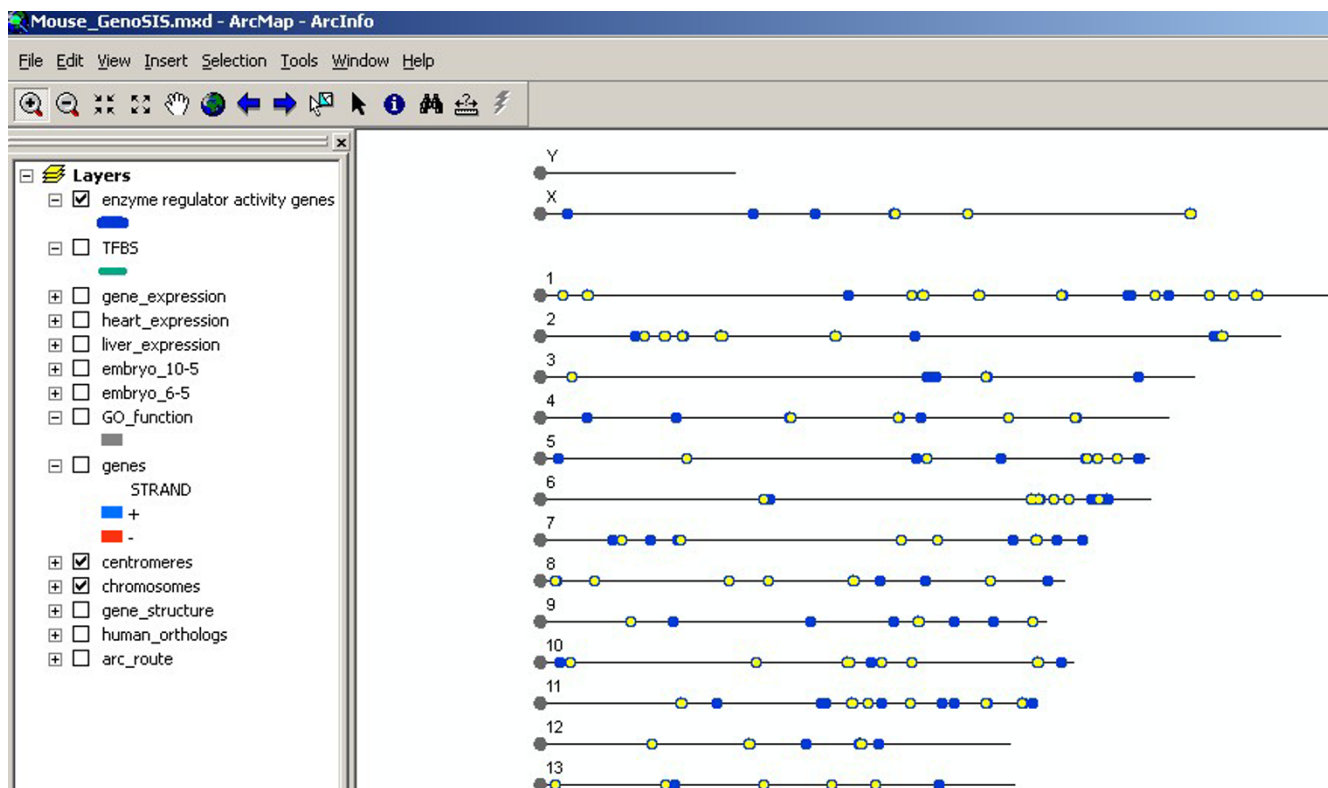 Mouse_GenoSIS.mxd - ArcMap - ArcInfo
File Edit View Insert Selection Tools Window Help
Layers
enzyme regulator activity genes
TFBS
gene_expression
heart_expression
liver_expression
embryo_10-5
embryo_6-5
GO_function
genes
STRAND
+
-
centromeres
chromosomes
gene_structure
human_orthologs
arc_route
Y
X
1
2
3
4
5
6
7
8
9
10
11
12
13